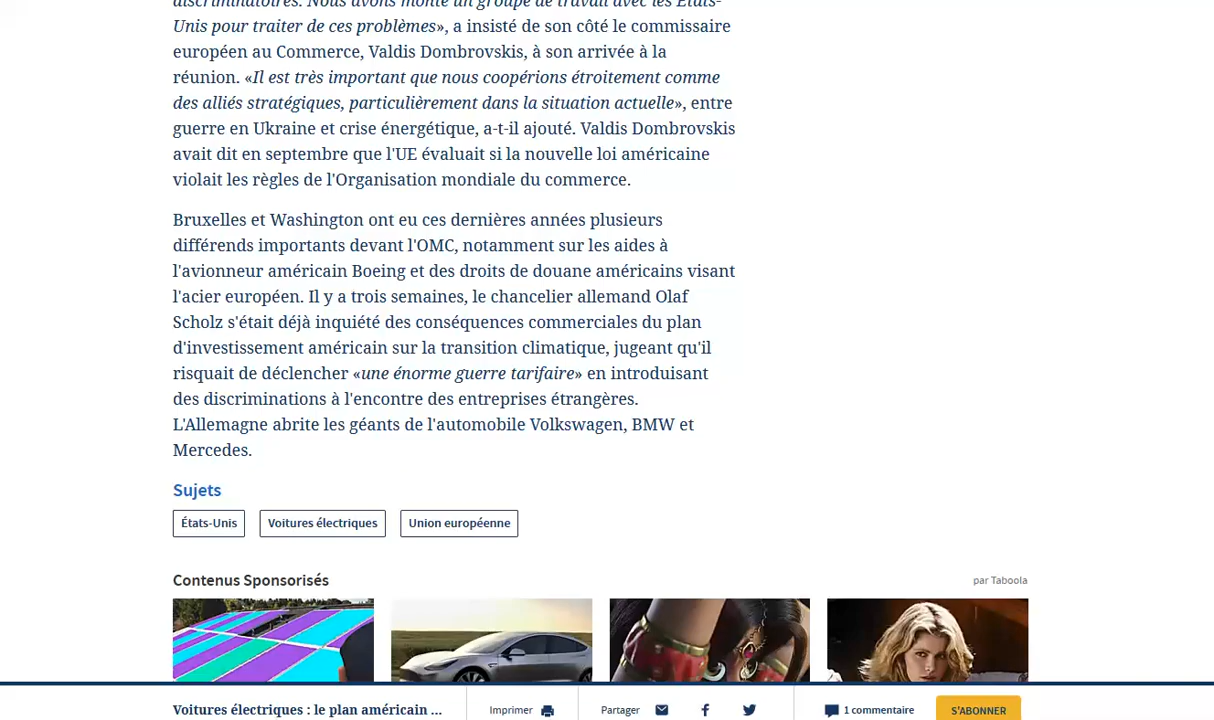 discriminatoires. Nous avons monté un groupe de travail avec les États-
Unis pour traiter de ces problèmes», a insisté de son côté le commissaire
européen au Commerce, Valdis Dombrovskis, à son arrivée à la
réunion. «Il est très important que nous coopérions étroitement comme
des alliés stratégiques, particulièrement dans la situation actuelle», entre
guerre en Ukraine et crise énergétique, a-t-il ajouté. Valdis Dombrovskis
avait dit en septembre que l'UE évaluait si la nouvelle loi américaine
violait les règles de l'Organisation mondiale du commerce.
Bruxelles et Washington ont eu ces dernières années plusieurs
différends importants devant l'OMC, notamment sur les aides à
l'avionneur américain Boeing et des droits de douane américains visant
l'acier européen. Il y a trois semaines, le chancelier allemand Olaf
Scholz s'était déjà inquiété des conséquences commerciales du plan
d'investissement américain sur la transition climatique, jugeant qu'il
risquait de déclencher «une énorme guerre tarifaire» en introduisant
des discriminations à l'encontre des entreprises étrangères.
L'Allemagne abrite les géants de l'automobile Volkswagen, BMW et
Mercedes.
Sujets
États-Unis Voitures électriques Union européenne
Contenus Sponsorisés par Taboola
Voitures électriques : le plan américain ... Imprimer Partager 1 commentaire S'ABONNER